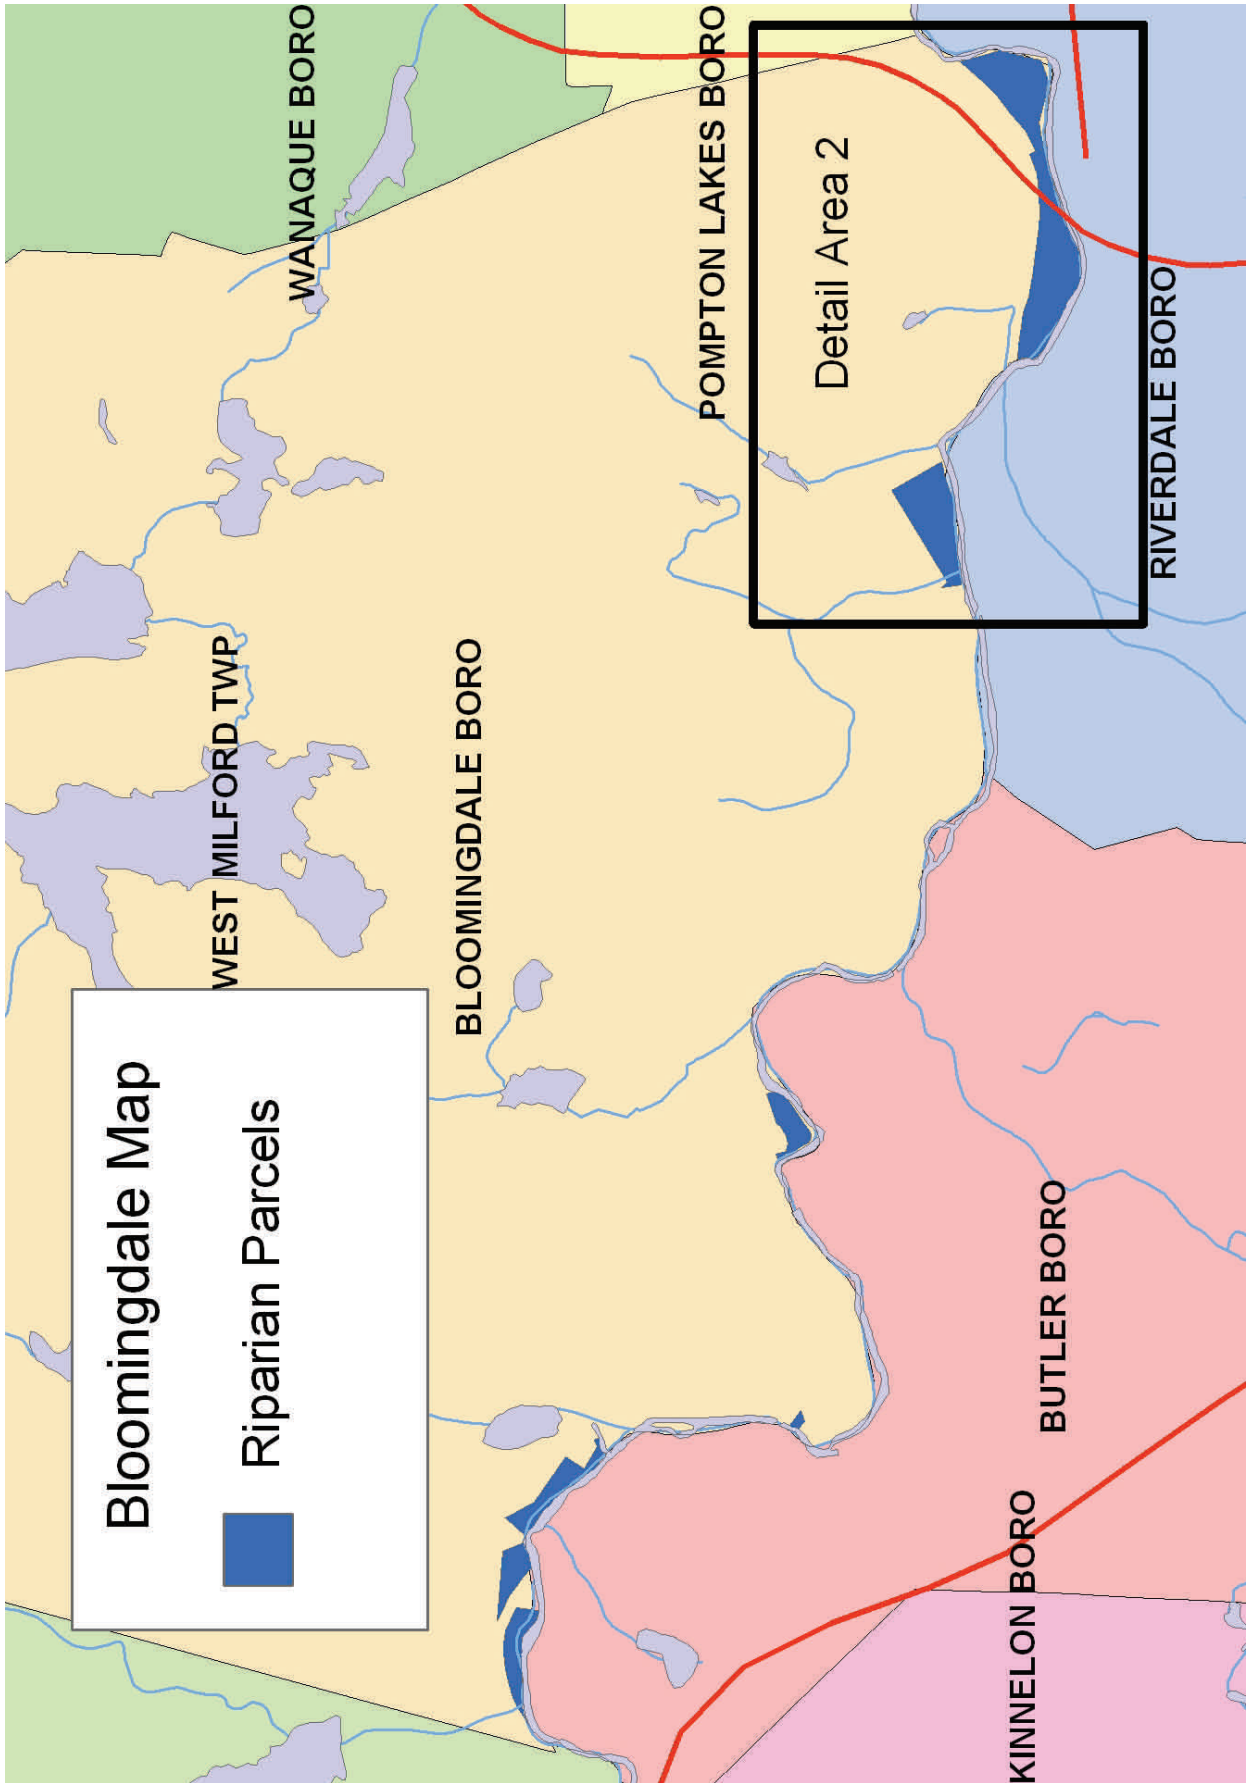 Bloomingdale Map
Riparian Parcels
WEST MILFORD TWP
WANAQUE BORO
BLOOMINGDALE BORO
POMPTON LAKES BORO
Detail Area 2
KINNELON BORO
BUTLER BORO
RIVERDALE BORO